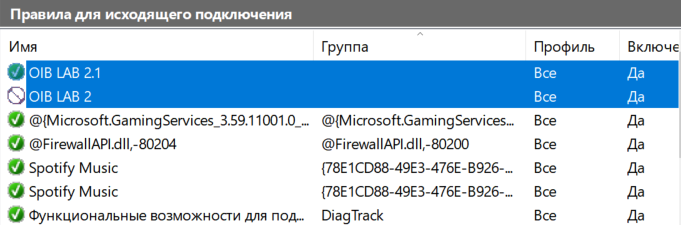 Правила для исходящего подключения
Имя Группа Профиль Включе
OIB LAB 2.1 Все Да
OIB LAB 2 Все Да
@{Microsoft.GamingServices_3.59.11001.0_... @{Microsoft.GamingServices... Все Да
@FirewallAPI.dll,-80204 @FirewallAPI.dll,-80200 Все Да
Spotify Music {78E1CD88-49E3-476E-B926-... Все Да
Spotify Music {78E1CD88-49E3-476E-B926-... Все Да
Функциональные возможности для под... DiagTrack Все Да